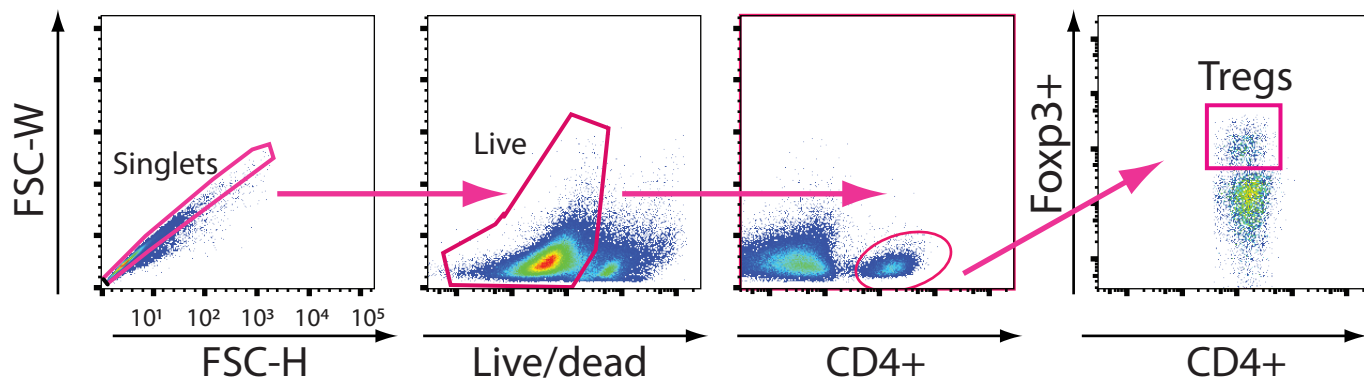 FSC-W
Singlets
10¹ 10² 10³ 10⁴ 10⁵
FSC-H
Live
Live/dead
CD4+
Foxp3+
Tregs
CD4+